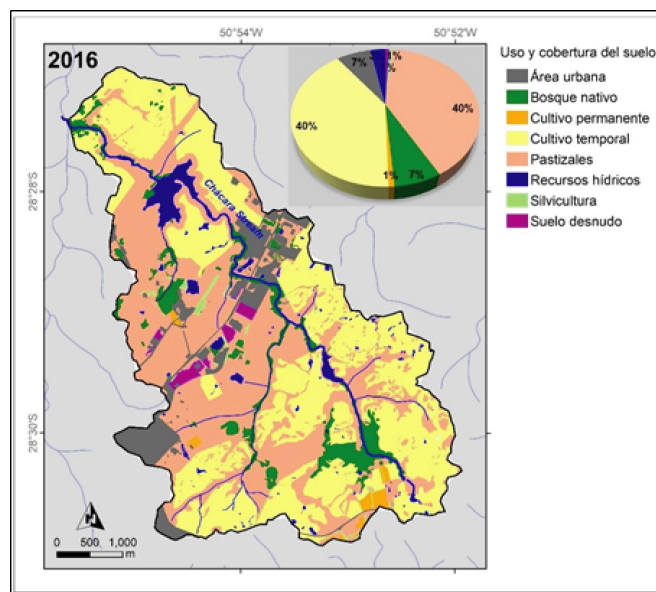 50°54'W
50°52'W
2016
7%
1%
%
40%
40%
1%
7%
Uso y cobertura del suelo
Área urbana
Bosque nativo
Cultivo permanente
Cultivo temporal
Pastizales
Recursos hídricos
Silvicultura
Suelo desnudo
28°28'S
Chácara Stream
28°30'S
N
0 500 1,000
m